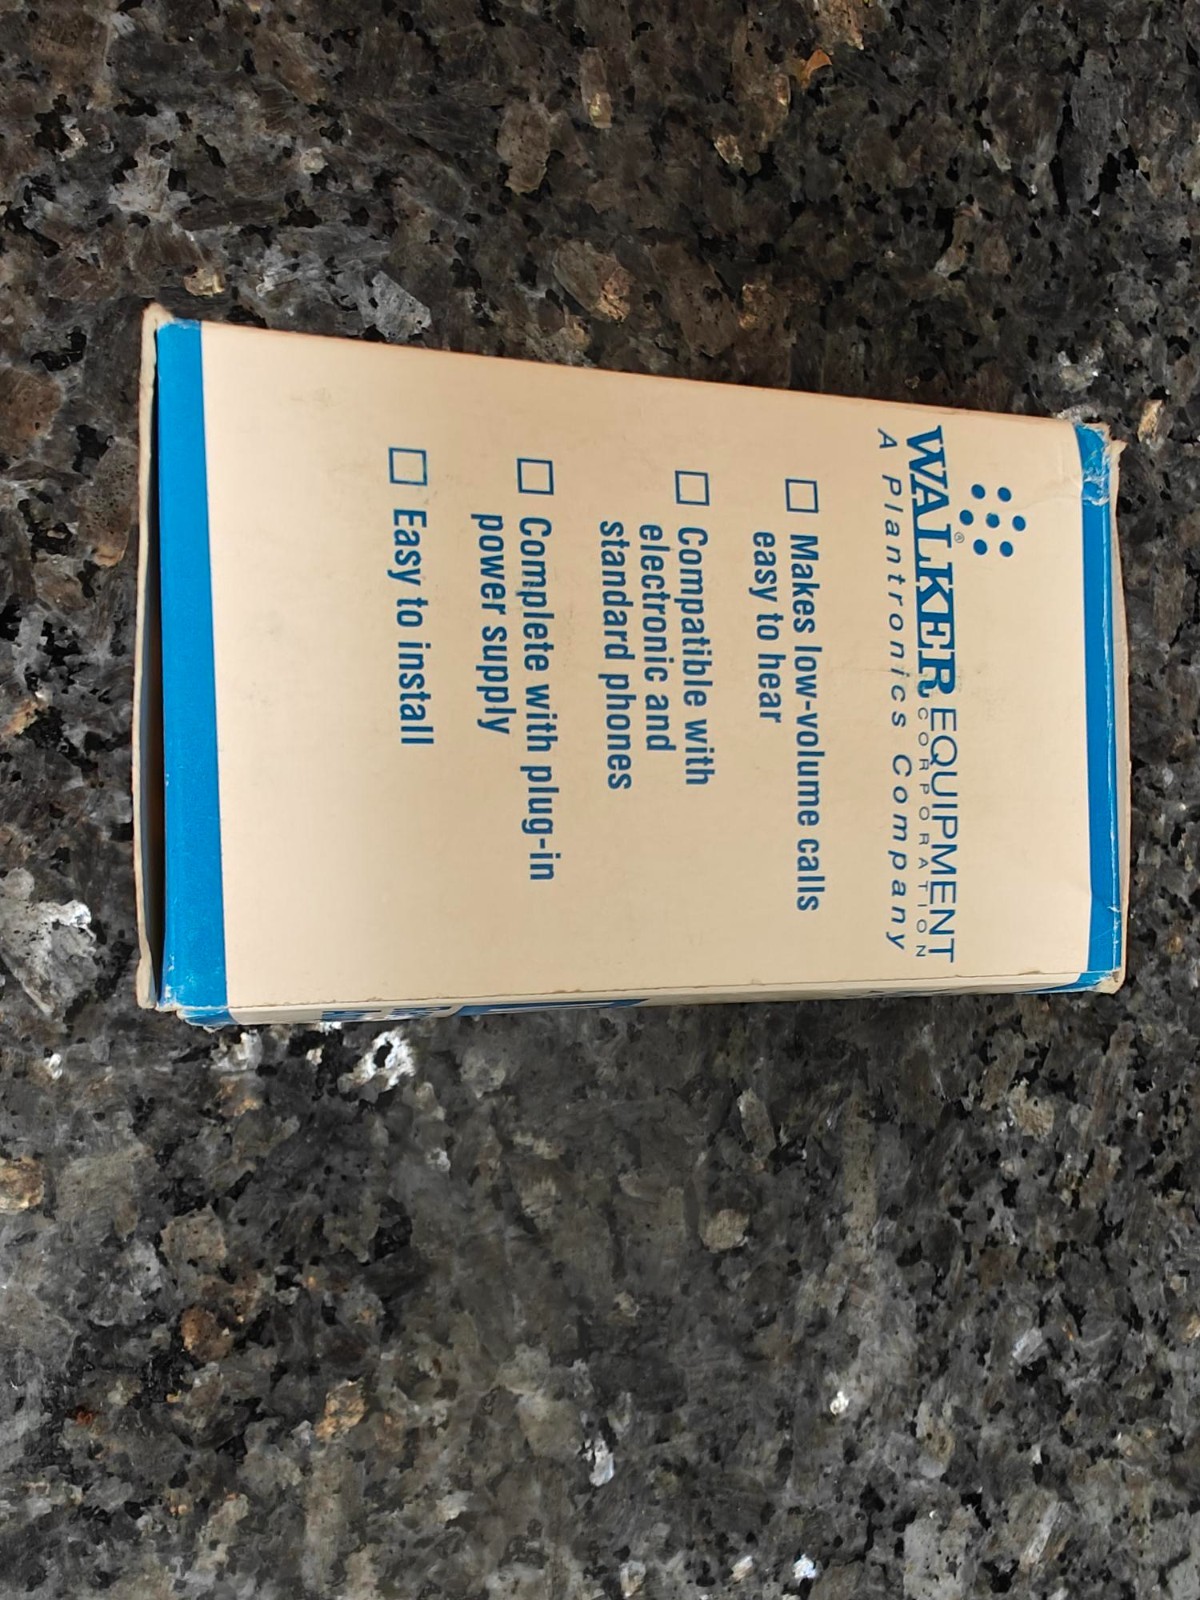 WALKER® EQUIPMENT
CORPORATION
A Plantronics Company
Makes low-volume calls
easy to hear
Compatible with
electronic and
standard phones
Complete with plug-in
power supply
Easy to install